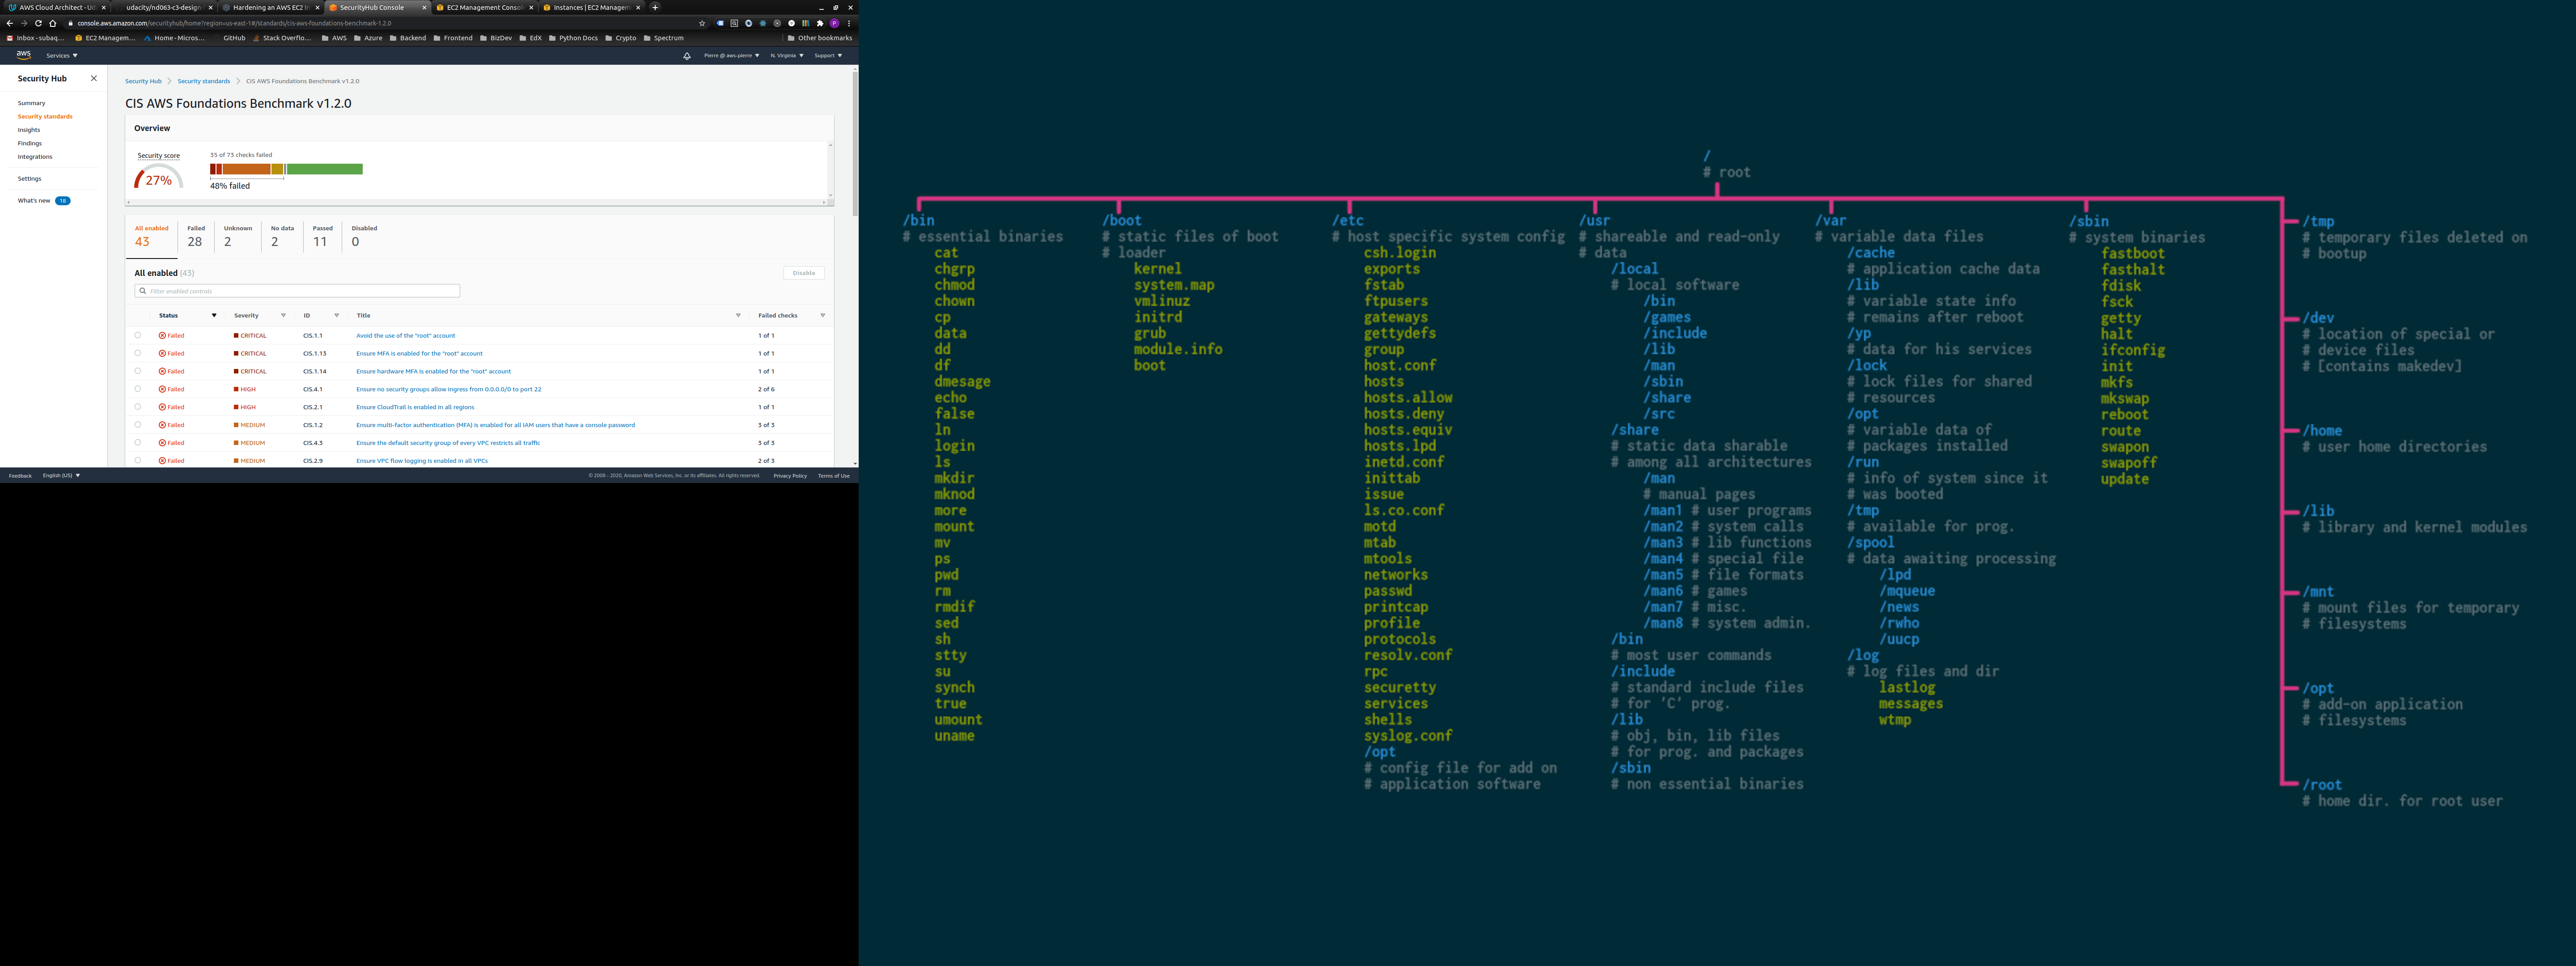 AWS Cloud Architect - Ud
udacity/nd063-c3-design-
Hardening an AWS EC2 In
SecurityHub Console
EC2 Management Consol
Instances | EC2 Managem
console.aws.amazon.com/securityhub/home?region=us-east-1#/standards/cis-aws-foundations-benchmark-1.2.0
Inbox - subaq...
EC2 Managem...
Home - Micros...
GitHub
Stack Overflo...
AWS
Azure
Backend
Frontend
BizDev
EdX
Python Docs
Crypto
Spectrum
Other bookmarks
aws
Services
Pierre @ aws-pierre
N. Virginia
Support
Security Hub
Summary
Security standards
Insights
Findings
Integrations
Settings
What's new 18
Security Hub
Security standards
CIS AWS Foundations Benchmark v1.2.0
CIS AWS Foundations Benchmark v1.2.0
Overview
Security score
27%
35 of 73 checks failed
48% failed
All enabled
43
Failed
28
Unknown
2
No data
2
Passed
11
Disabled
0
All enabled (43)
Disable
Filter enabled controls
Status Severity ID Title Failed checks
Failed CRITICAL CIS.1.1 Avoid the use of the "root" account 1 of 1
Failed CRITICAL CIS.1.13 Ensure MFA is enabled for the "root" account 1 of 1
Failed CRITICAL CIS.1.14 Ensure hardware MFA is enabled for the "root" account 1 of 1
Failed HIGH CIS.4.1 Ensure no security groups allow ingress from 0.0.0.0/0 to port 22 2 of 6
Failed HIGH CIS.2.1 Ensure CloudTrail is enabled in all regions 1 of 1
Failed MEDIUM CIS.1.2 Ensure multi-factor authentication (MFA) is enabled for all IAM users that have a console password 3 of 3
Failed MEDIUM CIS.4.3 Ensure the default security group of every VPC restricts all traffic 3 of 3
Failed MEDIUM CIS.2.9 Ensure VPC flow logging is enabled in all VPCs 2 of 3
Feedback
English (US)
© 2008 - 2020, Amazon Web Services, Inc. or its affiliates. All rights reserved.
Privacy Policy
Terms of Use
/
# root
/bin
# essential binaries
cat
chgrp
chmod
chown
cp
data
dd
df
dmesage
echo
false
ln
login
ls
mkdir
mknod
more
mount
mv
ps
pwd
rm
rmdif
sed
sh
stty
su
synch
true
umount
uname
/boot
# static files of boot
# loader
kernel
system.map
vmlinuz
initrd
grub
module.info
boot
/etc
# host specific system config
csh.login
exports
fstab
ftpusers
gateways
gettydefs
group
host.conf
hosts
hosts.allow
hosts.deny
hosts.equiv
hosts.lpd
inetd.conf
inittab
issue
ls.co.conf
motd
mtab
mtools
networks
passwd
printcap
profile
protocols
resolv.conf
rpc
securetty
services
shells
syslog.conf
/opt
# config file for add on
# application software
/usr
# shareable and read-only
# data
/local
# local software
/bin
/games
/include
/lib
/man
/sbin
/share
/src
/share
# static data sharable
# among all architectures
/man
# manual pages
/man1 # user programs
/man2 # system calls
/man3 # lib functions
/man4 # special file
/man5 # file formats
/man6 # games
/man7 # misc.
/man8 # system admin.
/bin
# most user commands
/include
# standard include files
# for 'C' prog.
/lib
# obj, bin, lib files
# for prog. and packages
/sbin
# non essential binaries
/var
# variable data files
/cache
# application cache data
/lib
# variable state info
# remains after reboot
/yp
# data for his services
/lock
# lock files for shared
# resources
/opt
# variable data of
# packages installed
/run
# info of system since it
# was booted
/tmp
# available for prog.
/spool
# data awaiting processing
/lpd
/mqueue
/news
/rwho
/uucp
/log
# log files and dir
lastlog
messages
wtmp
/sbin
# system binaries
fastboot
fasthalt
fdisk
fsck
getty
halt
ifconfig
init
mkfs
mkswap
reboot
route
swapon
swapoff
update
/tmp
# temporary files deleted on
# bootup
/dev
# location of special or
# device files
# [contains makedev]
/home
# user home directories
/lib
# library and kernel modules
/mnt
# mount files for temporary
# filesystems
/opt
# add-on application
# filesystems
/root
# home dir. for root user